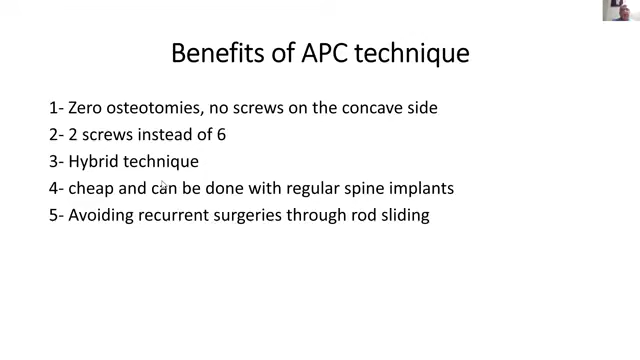 Benefits of APC technique
1- Zero osteotomies, no screws on the concave side
2- 2 screws instead of 6
3- Hybrid technique
4- cheap and can be done with regular spine implants
5- Avoiding recurrent surgeries through rod sliding